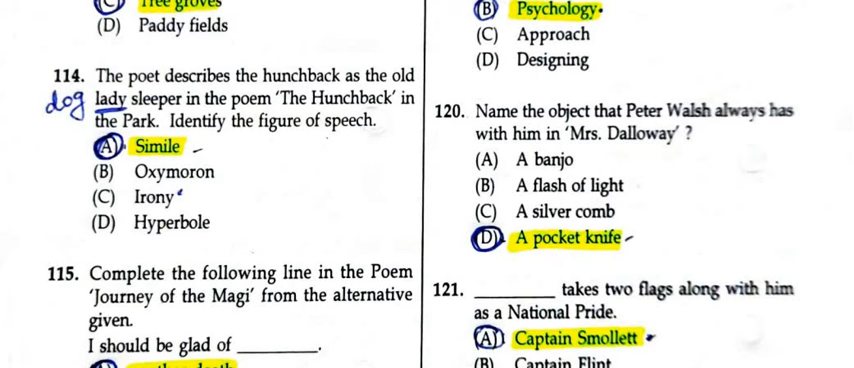 (C) Tree groves
(D) Paddy fields
114. The poet describes the hunchback as the old
dog lady sleeper in the poem 'The Hunchback' in
the Park. Identify the figure of speech.
(A) Simile
(B) Oxymoron
(C) Irony
(D) Hyperbole
115. Complete the following line in the Poem
'Journey of the Magi' from the alternative
given.
I should be glad of ________.
(B) Psychology
(C) Approach
(D) Designing
120. Name the object that Peter Walsh always has
with him in 'Mrs. Dalloway' ?
(A) A banjo
(B) A flash of light
(C) A silver comb
(D) A pocket knife
121. ________ takes two flags along with him
as a National Pride.
(A) Captain Smollett
(B) Captain Flint